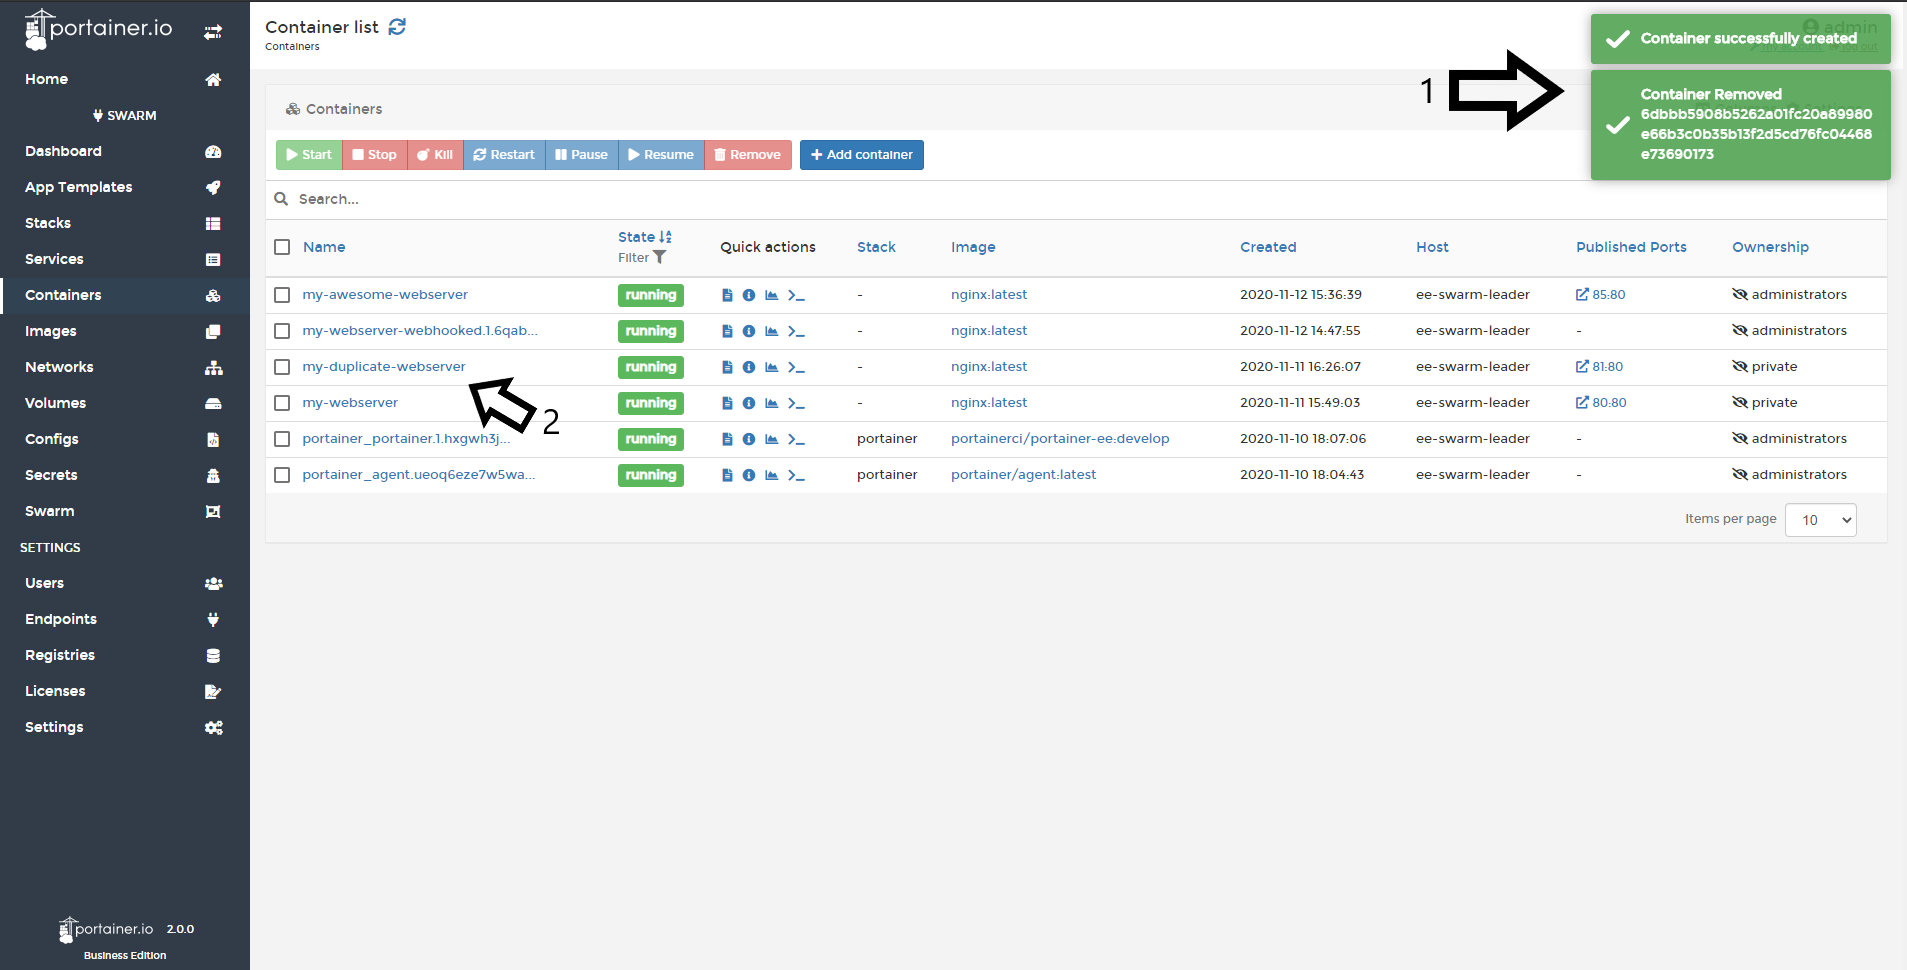 portainer.io
Home
SWARM
Dashboard
App Templates
Stacks
Services
Containers
Images
Networks
Volumes
Configs
Secrets
Swarm
SETTINGS
Users
Endpoints
Registries
Licenses
Settings
portainer.io 2.0.0
Business Edition
Container list
Containers
admin
Container successfully created
log out
1
Container Removed
6dbbb5908b5262a01fc20a89980
e66b3c0b35b13f2d5cd76fc04468
e73690173
Containers
Start Stop Kill Restart Pause Resume Remove Add container
Search...
Name State Filter Quick actions Stack Image Created Host Published Ports Ownership
my-awesome-webserver running - nginx:latest 2020-11-12 15:36:39 ee-swarm-leader 85:80 administrators
my-webserver-webhooked.1.6qab... running - nginx:latest 2020-11-12 14:47:55 ee-swarm-leader - administrators
my-duplicate-webserver running - nginx:latest 2020-11-11 16:26:07 ee-swarm-leader 81:80 private
my-webserver running - nginx:latest 2020-11-11 15:49:03 ee-swarm-leader 80:80 private
2
portainer_portainer.1.hxgwh3j... running portainer portainerci/portainer-ee:develop 2020-11-10 18:07:06 ee-swarm-leader - administrators
portainer_agent.ueoq6eze7w5wa... running portainer portainer/agent:latest 2020-11-10 18:04:43 ee-swarm-leader - administrators
Items per page 10